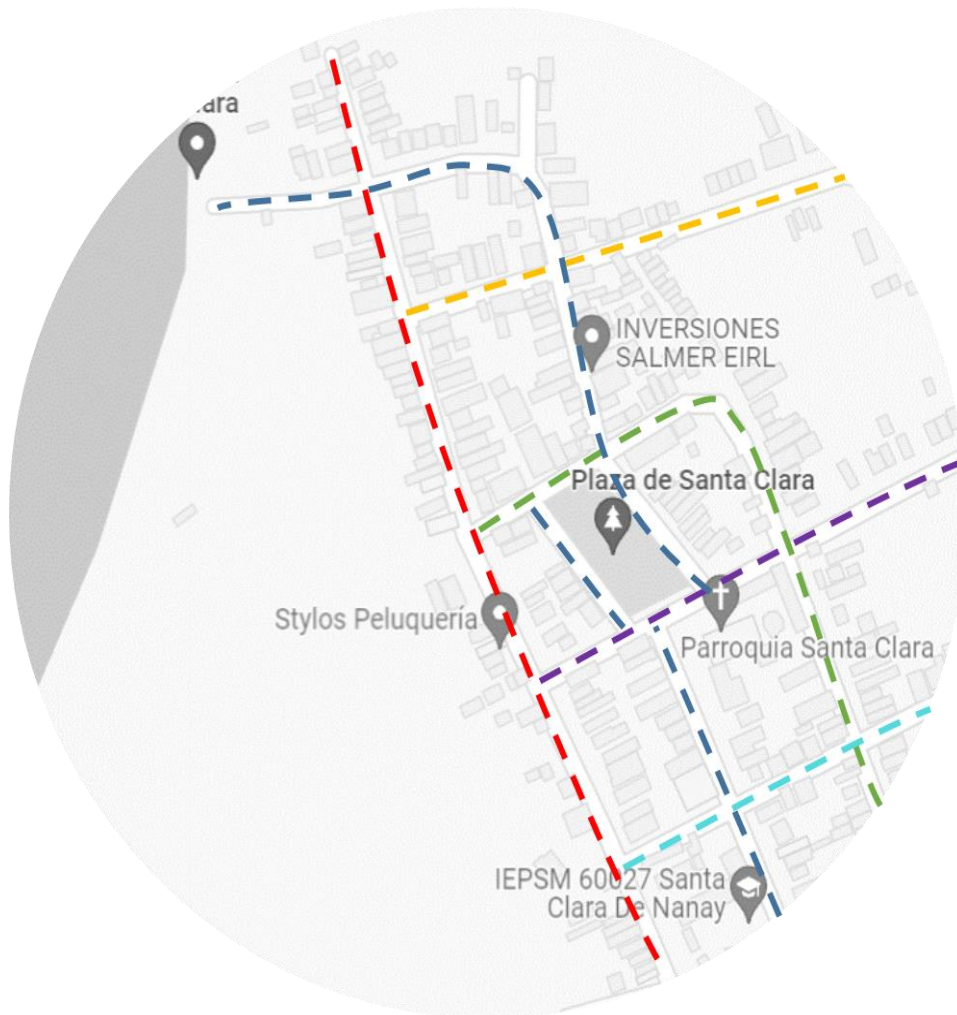 INVERSIONES
SALMER EIRL
Plaza de Santa Clara
Stylos Peluquería
Parroquia Santa Clara
IEPSM 60027 Santa
Clara De Nanay